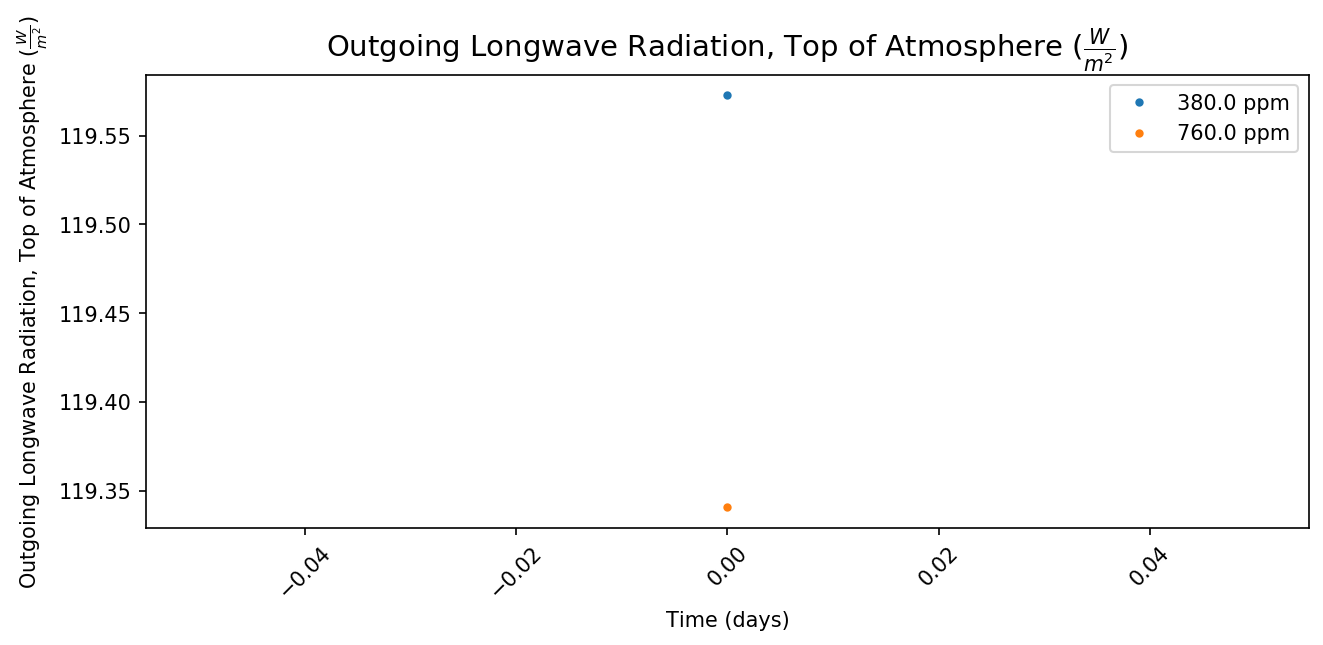 Outgoing Longwave Radiation, Top of Atmosphere (W/m²)
Outgoing Longwave Radiation, Top of Atmosphere (W/m²)
380.0 ppm
760.0 ppm
119.55
119.50
119.45
119.40
119.35
−0.04
−0.02
0.00
0.02
0.04
Time (days)